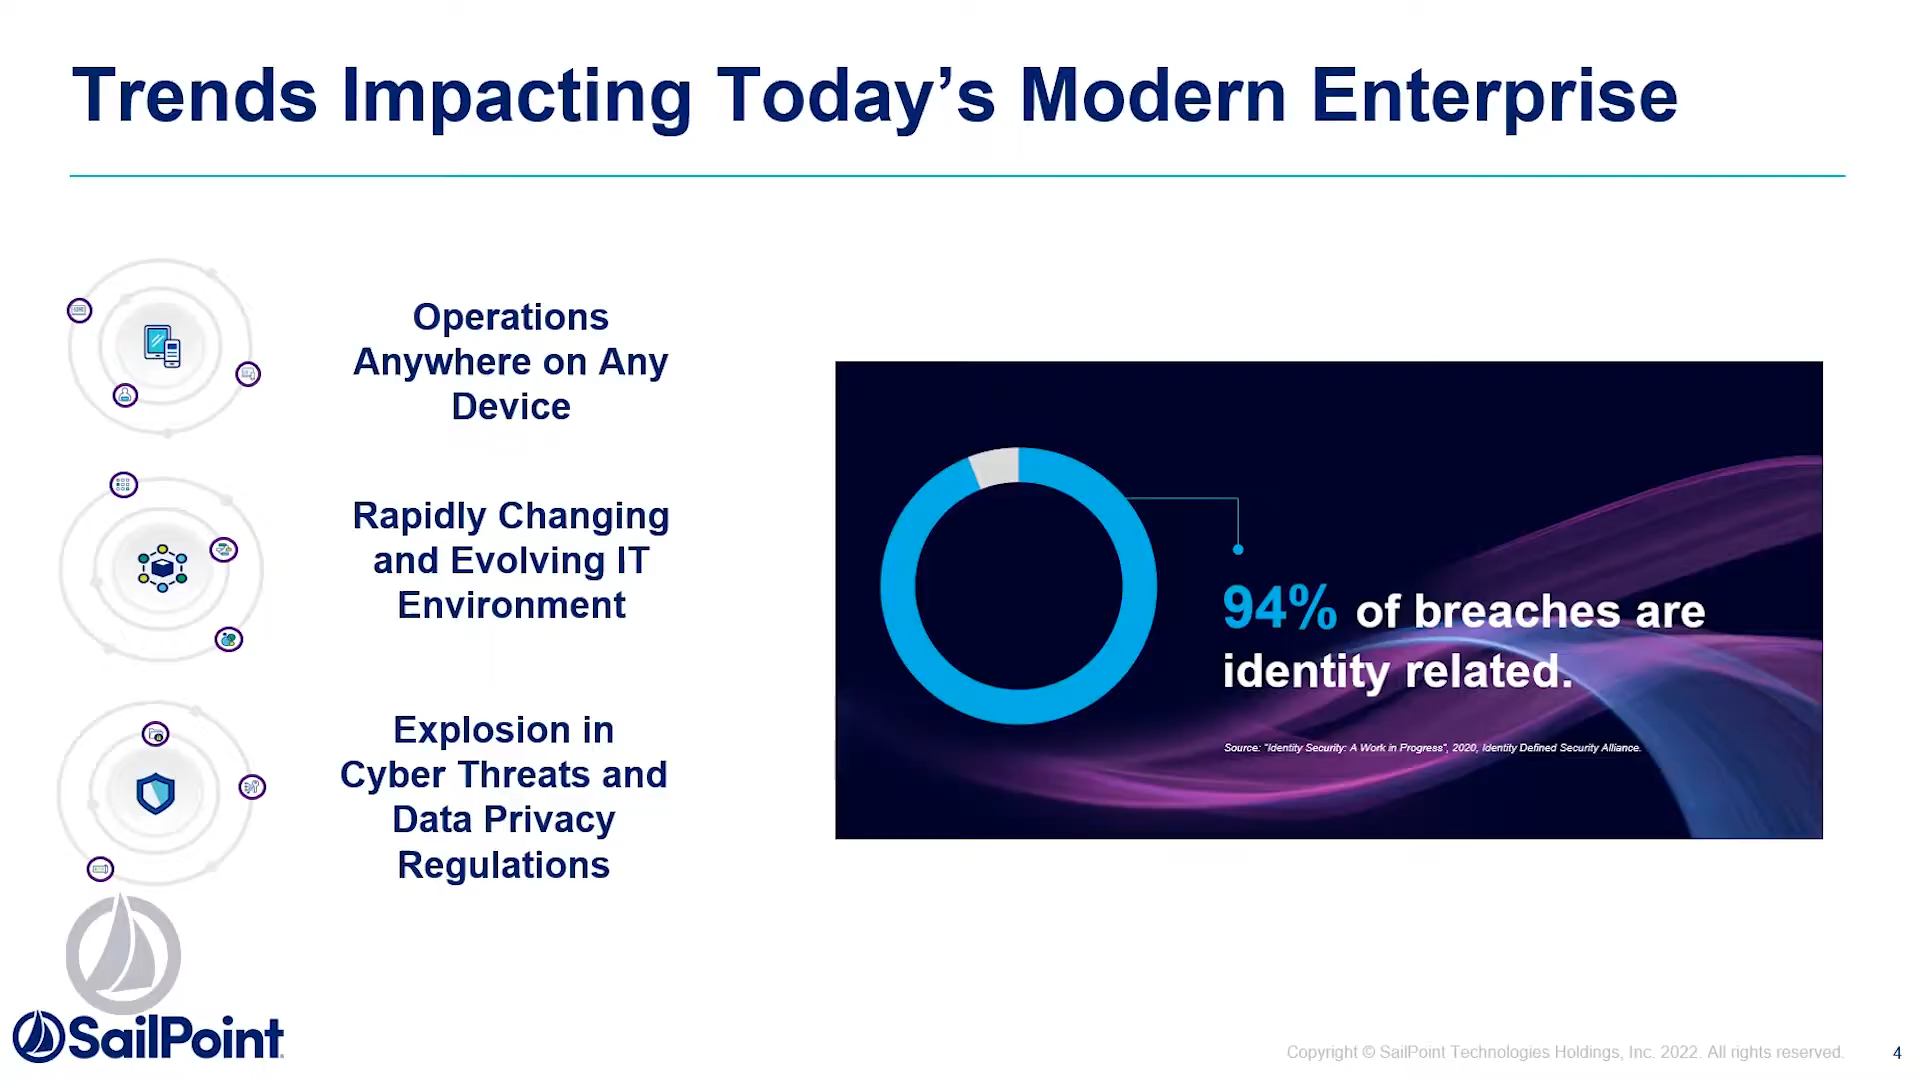 Trends Impacting Today’s Modern Enterprise
Operations
Anywhere on Any
Device
Rapidly Changing
and Evolving IT
Environment
Explosion in
Cyber Threats and
Data Privacy
Regulations
94% of breaches are
identity related.
Source: “Identity Security: A Work in Progress”, 2020, Identity Defined Security Alliance.
SailPoint
Copyright © SailPoint Technologies Holdings, Inc. 2022. All rights reserved.
4